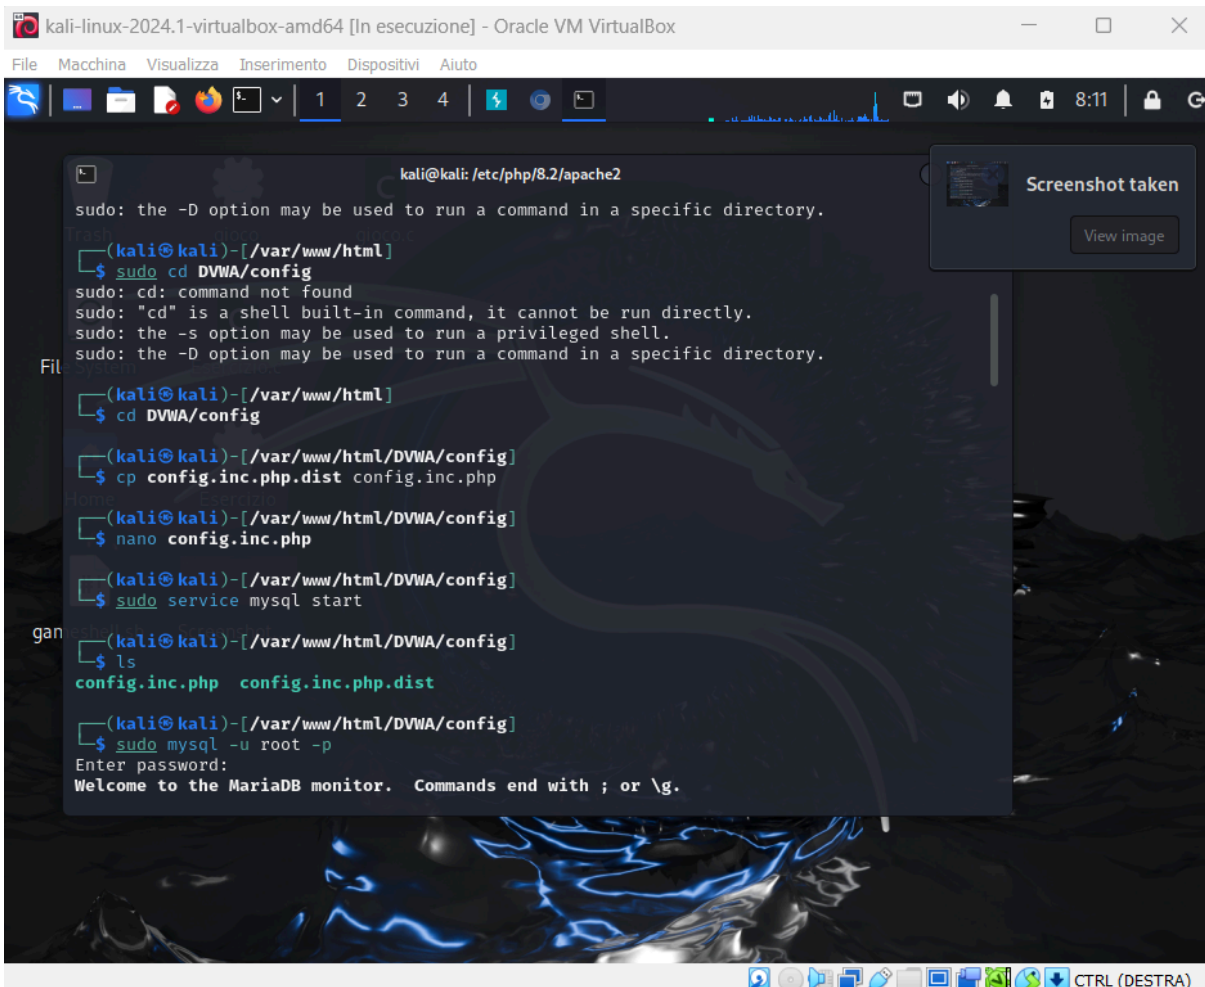 kali-linux-2024.1-virtualbox-amd64 [In esecuzione] - Oracle VM VirtualBox
File Macchina Visualizza Inserimento Dispositivi Aiuto
1 2 3 4 8:11
kali@kali: /etc/php/8.2/apache2
Screenshot taken
View image
sudo: the -D option may be used to run a command in a specific directory.
Trash gioco gioco.c
┌──(kali㉿kali)-[/var/www/html]
└─$ sudo cd DVWA/config
sudo: cd: command not found
sudo: "cd" is a shell built-in command, it cannot be run directly.
sudo: the -s option may be used to run a privileged shell.
sudo: the -D option may be used to run a command in a specific directory.
File System
┌──(kali㉿kali)-[/var/www/html]
└─$ cd DVWA/config
┌──(kali㉿kali)-[/var/www/html/DVWA/config]
└─$ cp config.inc.php.dist config.inc.php
Home Esercizio
┌──(kali㉿kali)-[/var/www/html/DVWA/config]
└─$ nano config.inc.php
┌──(kali㉿kali)-[/var/www/html/DVWA/config]
└─$ sudo service mysql start
┌──(kali㉿kali)-[/var/www/html/DVWA/config]
└─$ ls
config.inc.php config.inc.php.dist
┌──(kali㉿kali)-[/var/www/html/DVWA/config]
└─$ sudo mysql -u root -p
Enter password:
Welcome to the MariaDB monitor. Commands end with ; or \g.
CTRL (DESTRA)